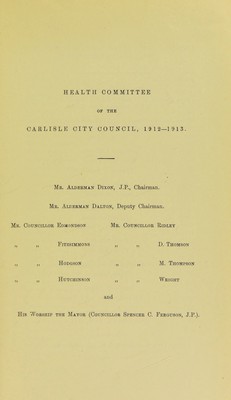 HEALTH COMMITTEE
OF THE
CARLISLE CITY COUNCIL, 1912—1913.
Mr. Alderman Dixon, J.P., Chairman.
Mr. Alderman Dalton, Deputy Chairman.
Mr. Councillor Edmondson Mr. Councillor Ridley
„ „ Fitzsimmons „ „ D. Thomson
„ „ Hodgson „ „ M. Thompson
„ „ Hutchinson „ „ Wright
and
His Worship the Mayor (Councillor Spencer C. Ferguson, J.P.).